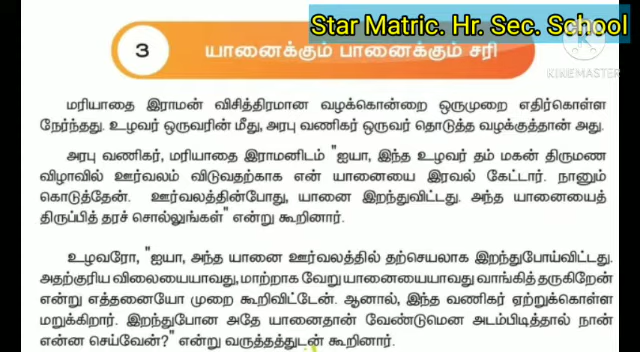 Star Matric. Hr. Sec. School
3 யானைக்கும் பானைக்கும் சரி
KINEMASTER
மரியாதை இராமன் விசித்திரமான வழக்கொன்றை ஒருமுறை எதிர்கொள்ள
நேர்ந்தது. உழவர் ஒருவரின் மீது, அரபு வணிகர் ஒருவர் தொடுத்த வழக்குத்தான் அது.
அரபு வணிகர், மரியாதை இராமனிடம் "ஐயா, இந்த உழவர் தம் மகன் திருமண
விழாவில் ஊர்வலம் விடுவதற்காக என் யானையை இரவல் கேட்டார். நானும்
கொடுத்தேன். ஊர்வலத்தின்போது, யானை இறந்துவிட்டது. அந்த யானையைத்
திருப்பித் தரச் சொல்லுங்கள்" என்று கூறினார்.
உழவரோ, "ஐயா, அந்த யானை ஊர்வலத்தில் தற்செயலாக இறந்துபோய்விட்டது.
அதற்குரிய விலையையாவது, மாற்றாக வேறு யானையையாவது வாங்கித் தருகிறேன்
என்று எத்தனையோ முறை கூறிவிட்டேன். ஆனால், இந்த வணிகர் ஏற்றுக்கொள்ள
மறுக்கிறார். இறந்துபோன அதே யானைதான் வேண்டுமென அடம்பிடித்தால் நான்
என்ன செய்வேன்?" என்று வருத்தத்துடன் கூறினார்.